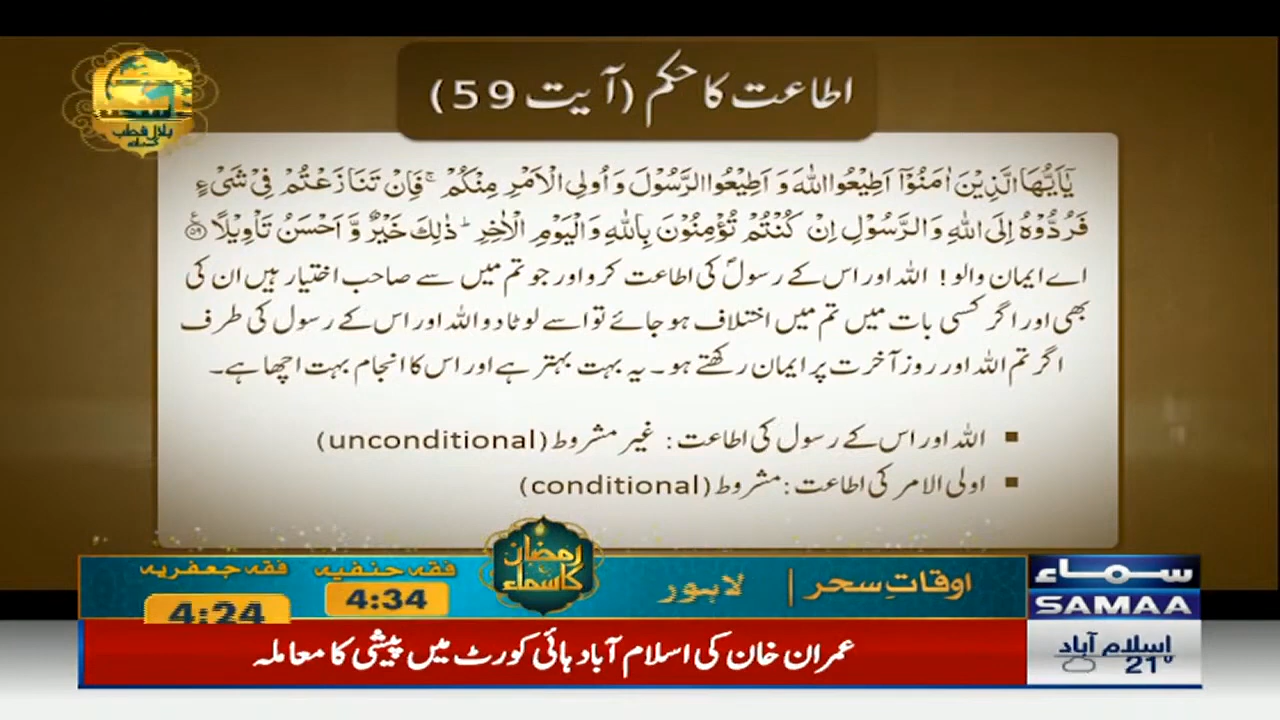 اطاعت کا حکم (آیت 59)
یٰۤاَیُّهَا الَّذِیْنَ اٰمَنُوْۤا اَطِیْعُوا اللّٰهَ وَ اَطِیْعُوا الرَّسُوْلَ وَ اُولِی الْاَمْرِ مِنْكُمْ ۚ فَاِنْ تَنَازَعْتُمْ فِیْ شَیْءٍ
فَرُدُّوْهُ اِلَى اللّٰهِ وَ الرَّسُوْلِ اِنْ كُنْتُمْ تُؤْمِنُوْنَ بِاللّٰهِ وَ الْیَوْمِ الْاٰخِرِ ؕ ذٰلِكَ خَیْرٌ وَّ اَحْسَنُ تَاْوِیْلًا ﴿۵۹﴾
اے ایمان والو! اللہ اور اس کے رسولؐ کی اطاعت کرو اور جو تم میں سے صاحب اختیار ہیں ان کی
بھی اور اگر کسی بات میں تم میں اختلاف ہو جائے تو اسے لوٹا دو اللہ اور اس کے رسول کی طرف
اگر تم اللہ اور روز آخرت پر ایمان رکھتے ہو۔ یہ بہت بہتر ہے اور اس کا انجام بہت اچھا ہے۔
▪ اللہ اور اس کے رسول کی اطاعت: غیر مشروط (unconditional)
▪ اولی الامر کی اطاعت: مشروط (conditional)
بلال قطب
رمضان
کا سماء
اوقاتِ سحر | لاہور
فقہ حنفیہ
4:34
فقہ جعفریہ
4:24
سماء
SAMAA
عمران خان کی اسلام آباد ہائی کورٹ میں پیشی کا معاملہ
اسلام آباد
21°